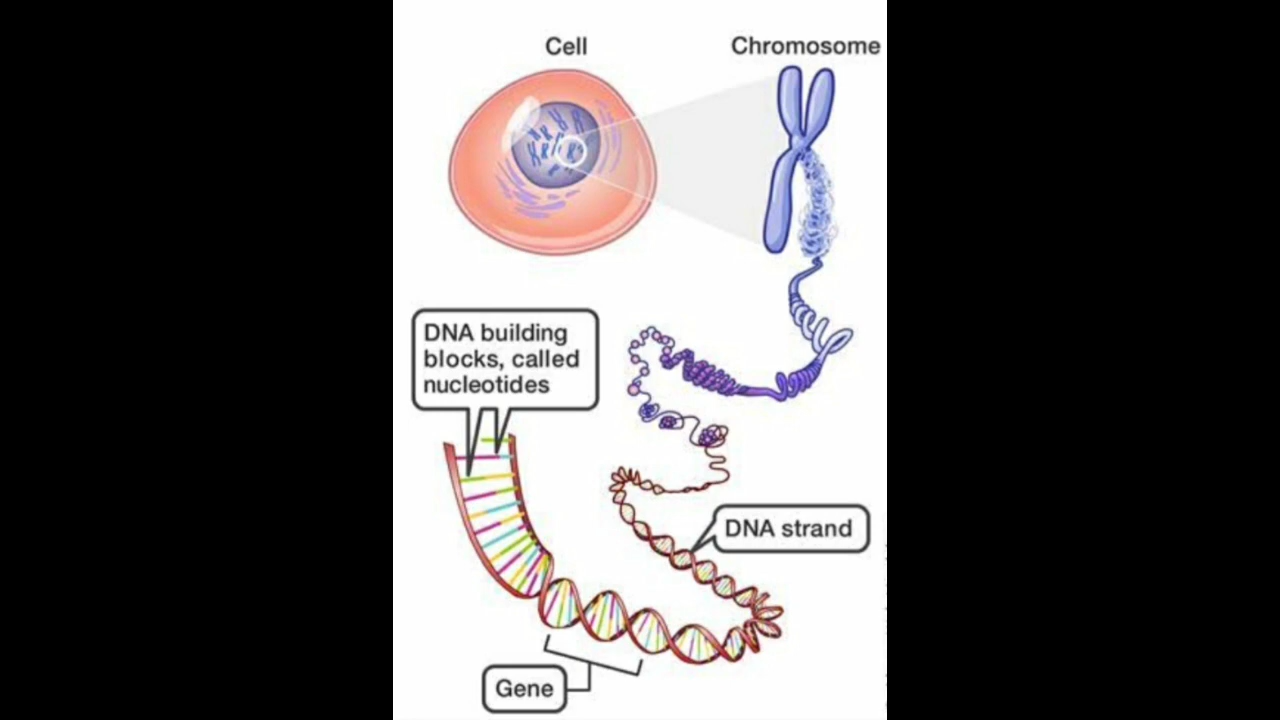 Cell
Chromosome
DNA building
blocks, called
nucleotides
DNA strand
Gene